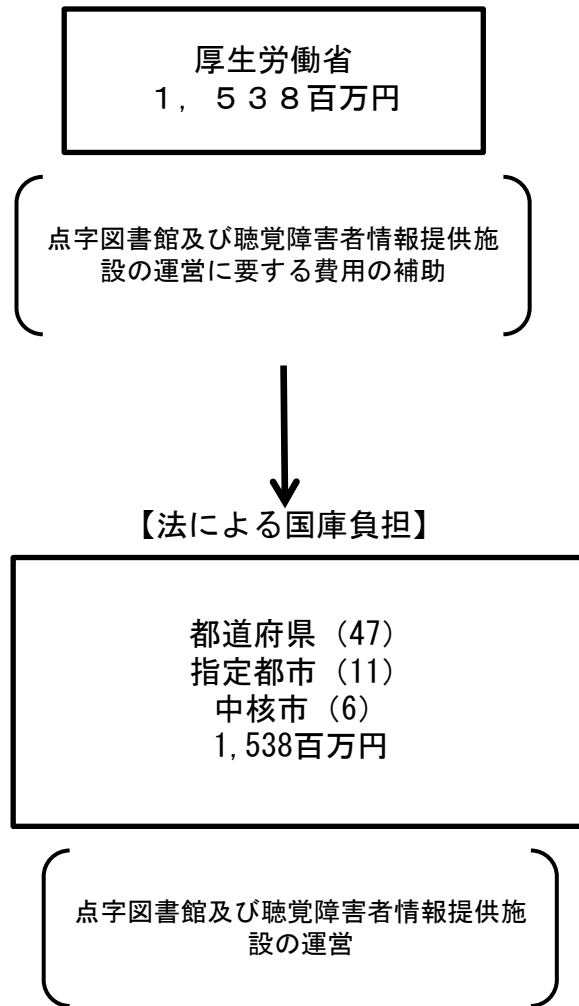 厚生労働省
１，５３８百万円
点字図書館及び聴覚障害者情報提供施
設の運営に要する費用の補助
【法による国庫負担】
都道府県（47）
指定都市（11）
中核市（6）
1,538百万円
点字図書館及び聴覚障害者情報提供施
設の運営